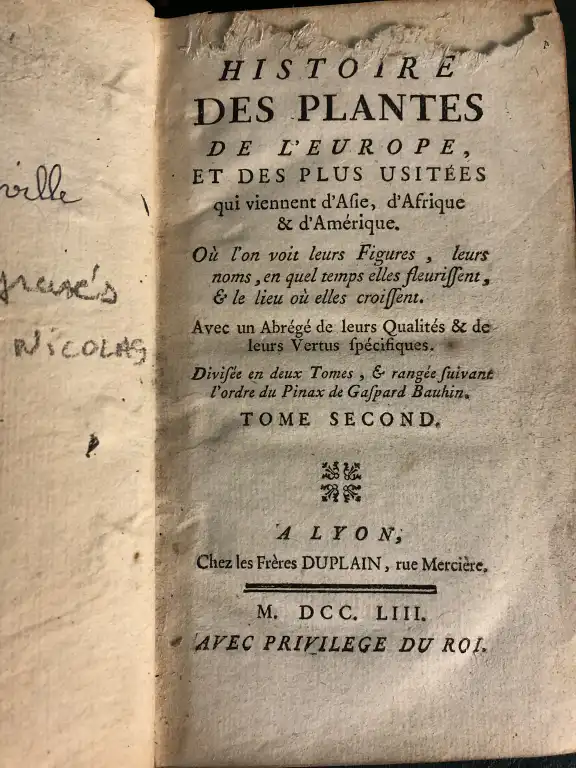 ville
Nicolas
HISTOIRE
DES PLANTES
DE L'EUROPE,
ET DES PLUS USITÉES
qui viennent d'Aſie, d'Afrique
& d'Amérique.
Où l'on voit leurs Figures, leurs
noms, en quel temps elles fleuriſſent,
& le lieu où elles croiſſent.
Avec un Abrégé de leurs Qualités & de
leurs Vertus ſpécifiques.
Diviſée en deux Tomes, & rangée ſuivant
l'ordre du Pinax de Gaſpard Bauhin.
TOME SECOND.
A LYON,
Chez les Frères DUPLAIN, rue Mercière.
M. DCC. LIII.
AVEC PRIVILEGE DU ROI.